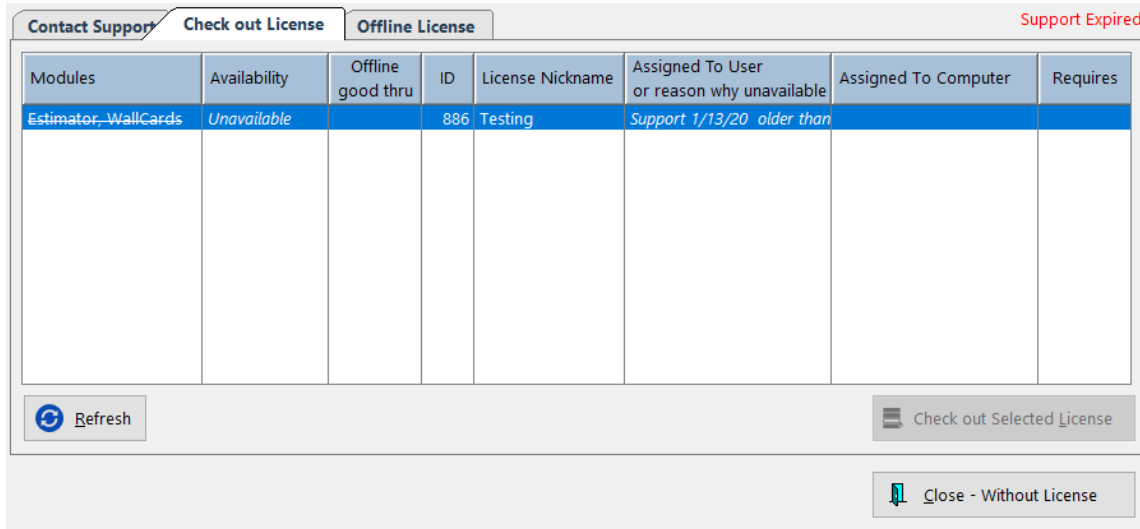 Contact Support Check out License Offline License Support Expired
Modules Availability Offline good thru ID License Nickname Assigned To User or reason why unavailable Assigned To Computer Requires
Estimator, WallCards Unavailable 886 Testing Support 1/13/20 older than
Refresh Check out Selected License
Close - Without License